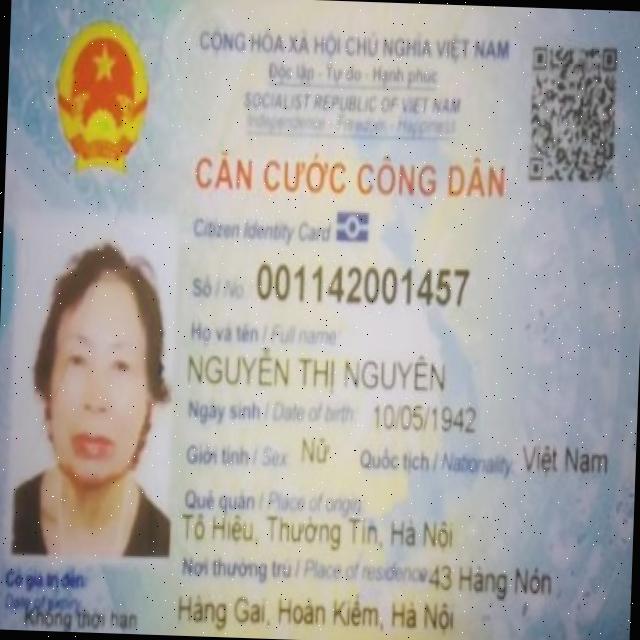 CỘNG HÒA XÃ HỘI CHỦ NGHĨA VIỆT NAM
Độc lập - Tự do - Hạnh phúc
SOCIALIST REPUBLIC OF VIET NAM
Independence - Freedom - Happiness
CĂN CƯỚC CÔNG DÂN
Citizen Identity Card
Số / No: 001142001457
Họ và tên / Full name:
NGUYỄN THỊ NGUYÊN
Ngày sinh / Date of birth: 10/05/1942
Giới tính / Sex: Nữ Quốc tịch / Nationality: Việt Nam
Quê quán / Place of origin:
Tô Hiệu, Thường Tín, Hà Nội
Nơi thường trú / Place of residence: 43 Hàng Nón
Hàng Gai, Hoàn Kiếm, Hà Nội
Có giá trị đến:
Date of expiry
Không thời hạn